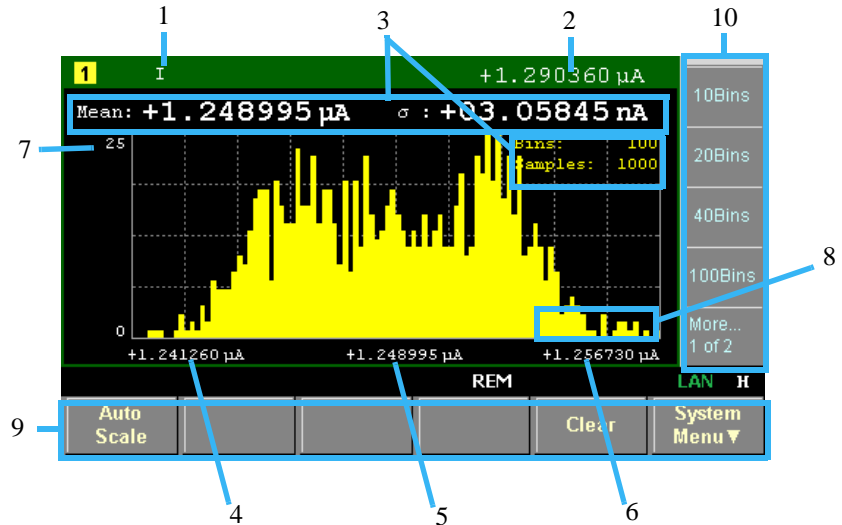 1 3 2 10
1 I +1.290360 µA
Mean: +1.248995 µA σ : +03.05845 nA
7
25
Bins: 100
Samples: 1000
0
8
+1.241260 µA +1.248995 µA +1.256730 µA
10Bins
20Bins
40Bins
100Bins
More...
1 of 2
REM LAN H
9
Auto
Scale
Clear
System
Menu▼
4 5 6